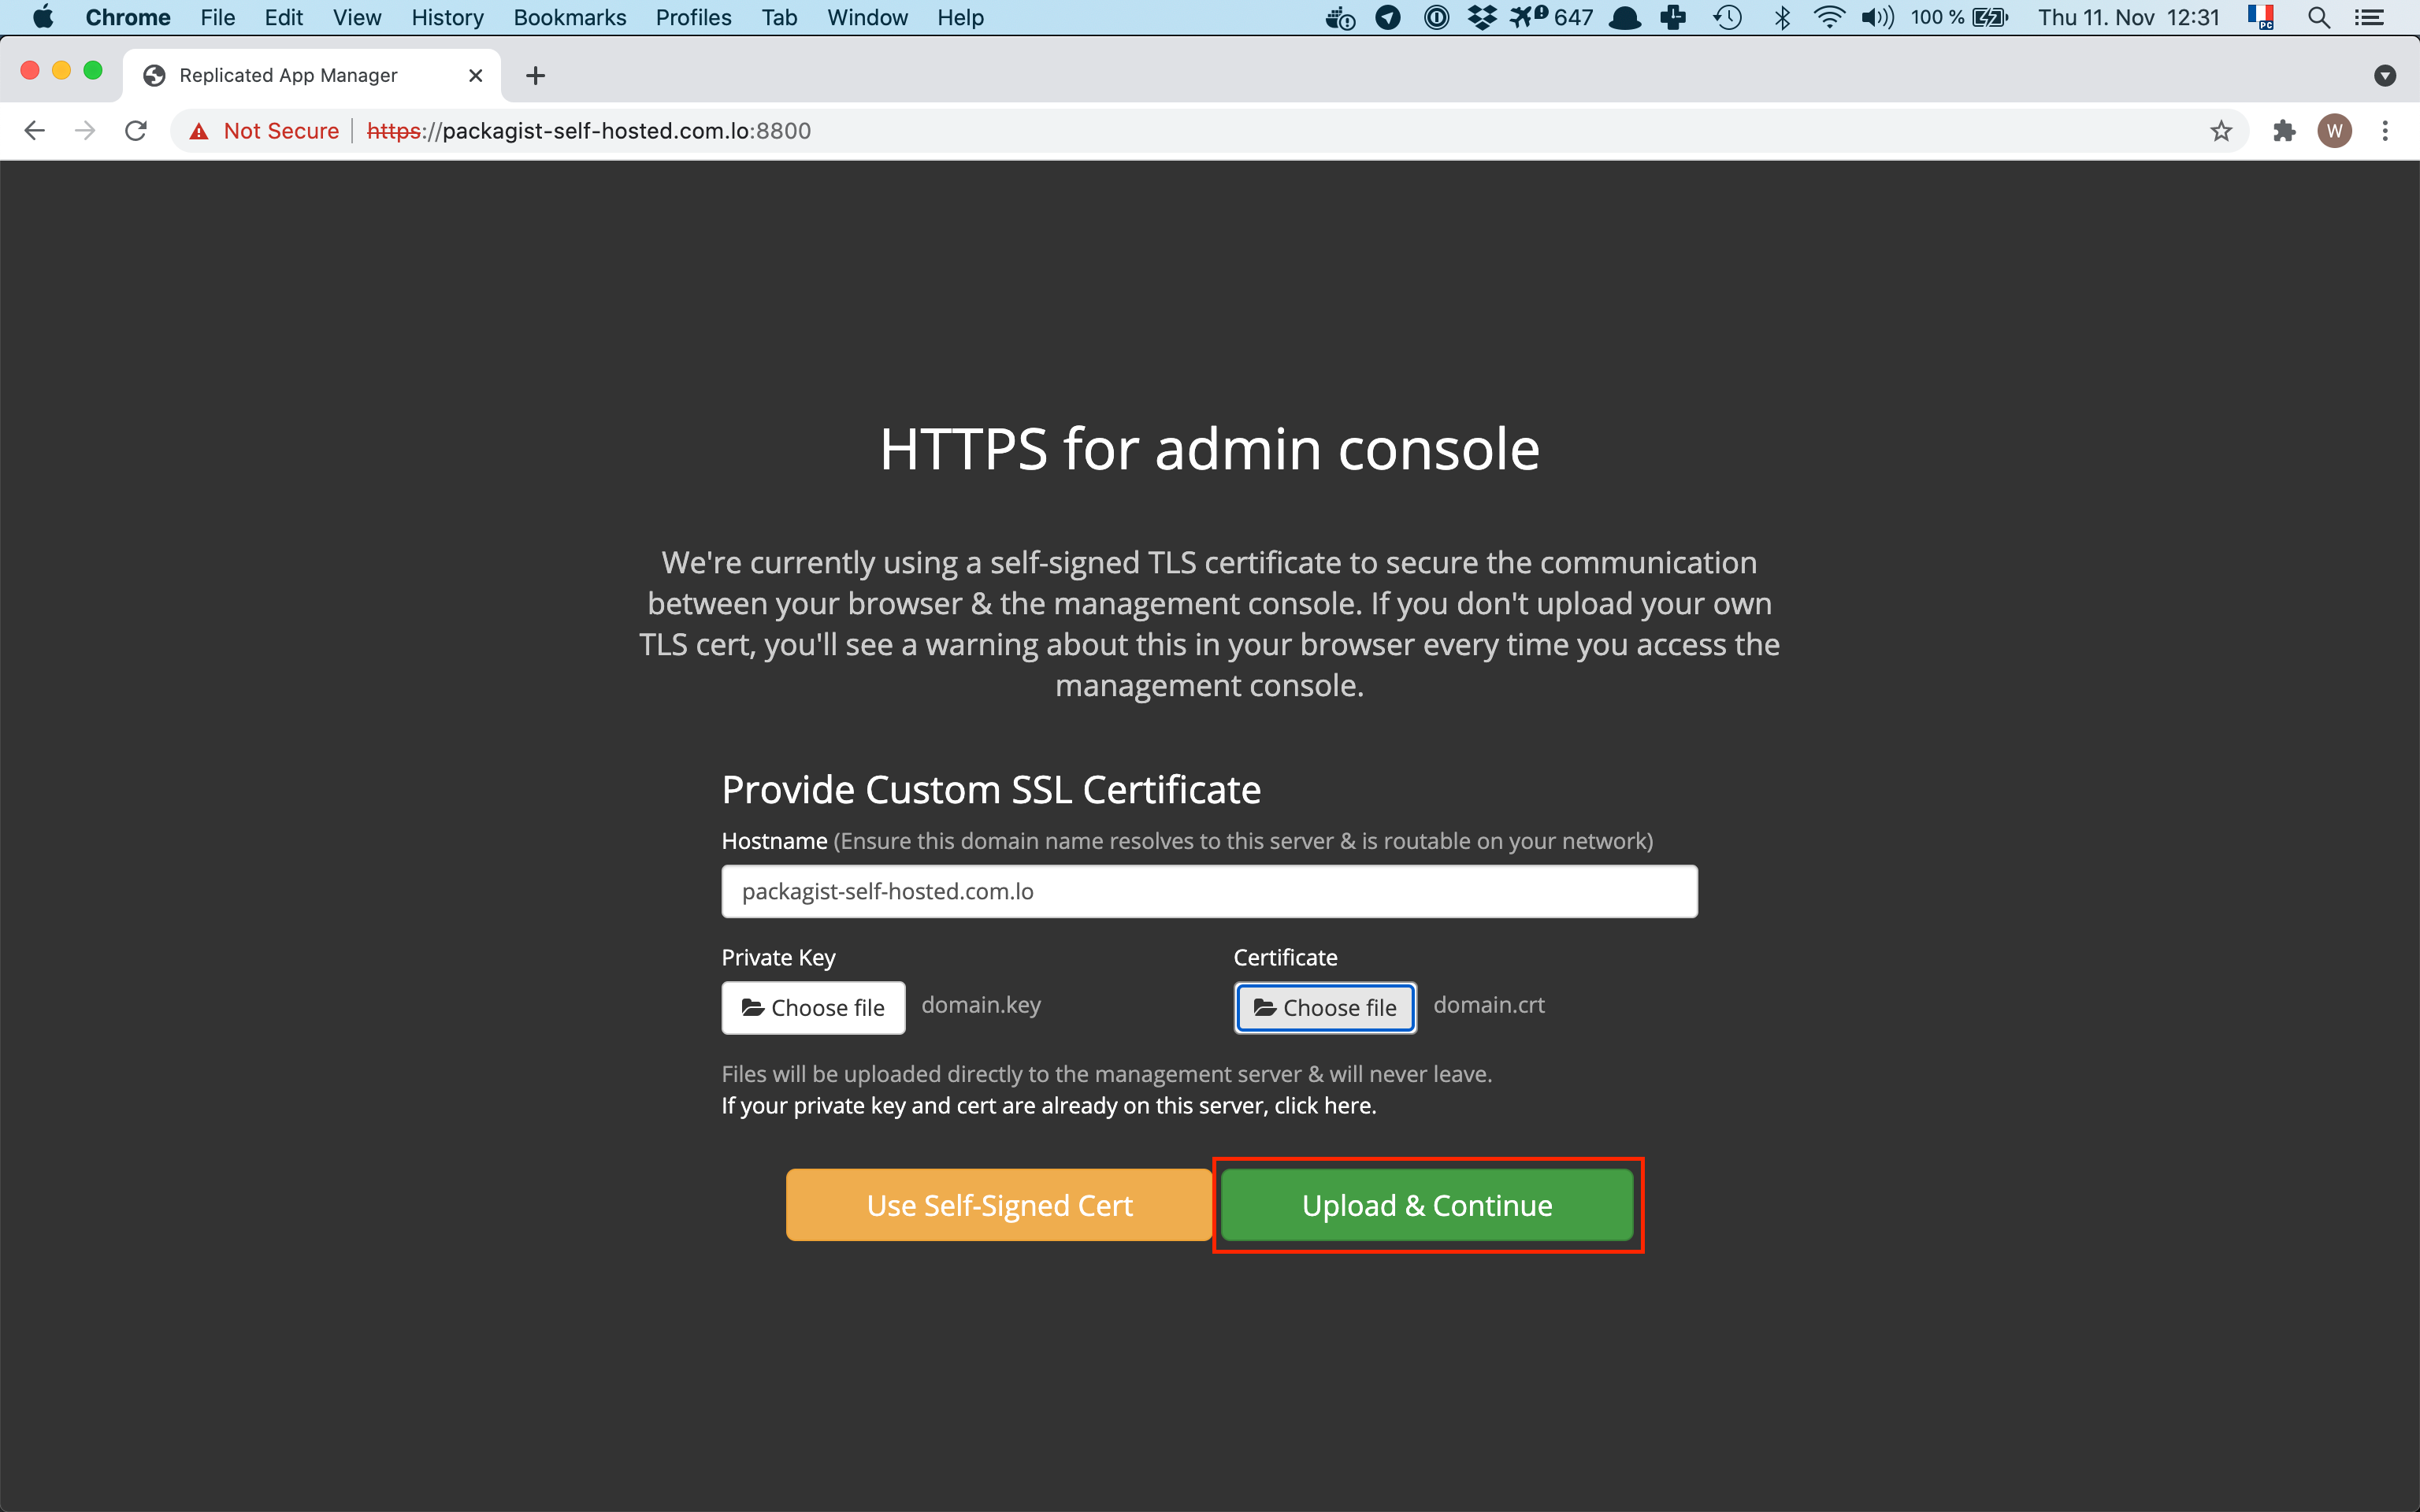 Chrome File Edit View History Bookmarks Profiles Tab Window Help 647 100 % Thu 11. Nov 12:31 PC
Replicated App Manager
Not Secure https://packagist-self-hosted.com.lo:8800 W
HTTPS for admin console
We're currently using a self-signed TLS certificate to secure the communication
between your browser & the management console. If you don't upload your own
TLS cert, you'll see a warning about this in your browser every time you access the
management console.
Provide Custom SSL Certificate
Hostname (Ensure this domain name resolves to this server & is routable on your network)
packagist-self-hosted.com.lo
Private Key Certificate
Choose file domain.key Choose file domain.crt
Files will be uploaded directly to the management server & will never leave.
If your private key and cert are already on this server, click here.
Use Self-Signed Cert Upload & Continue